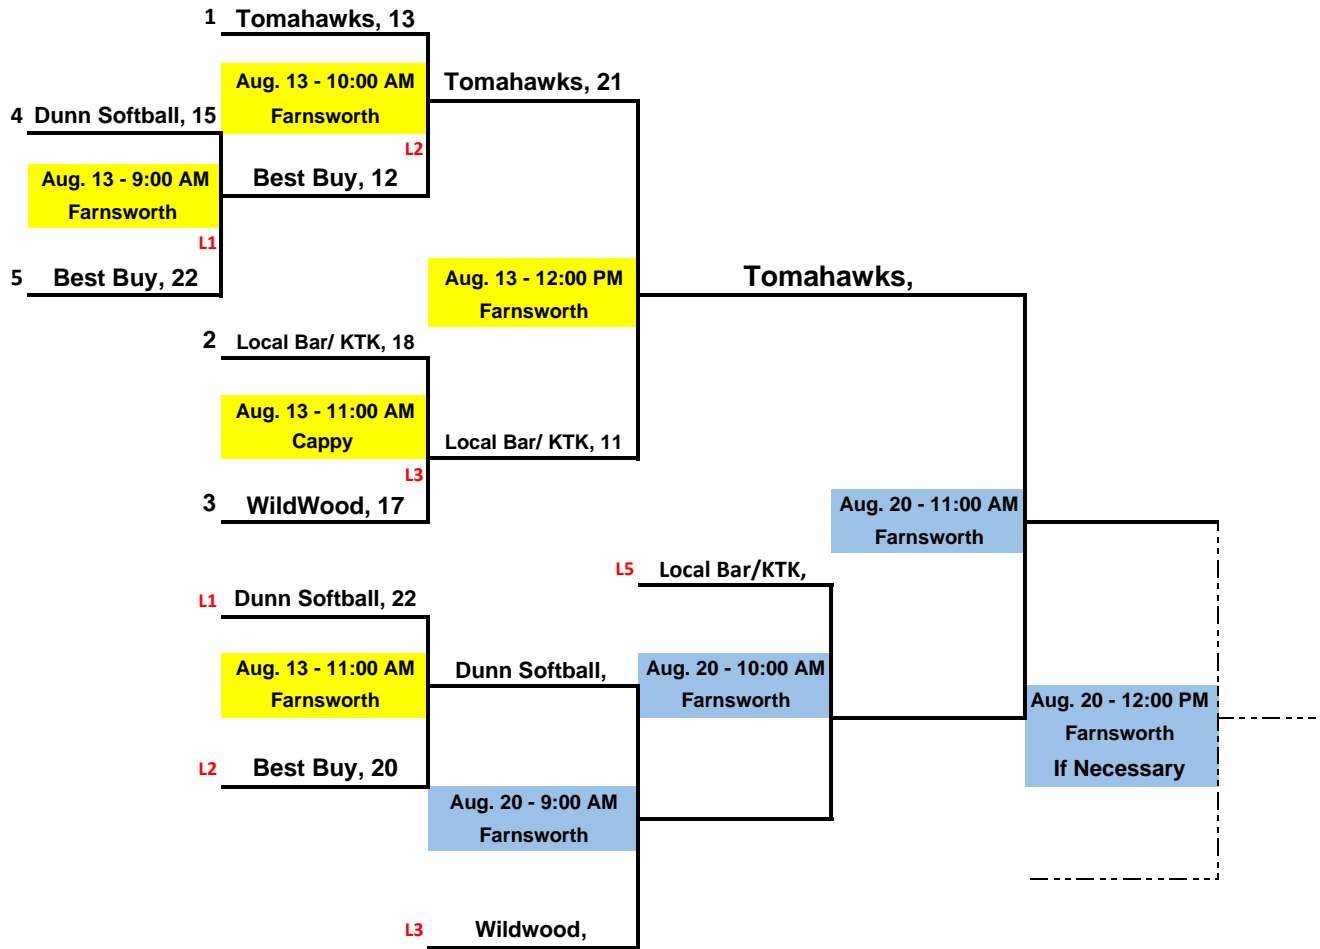 1 Tomahawks, 13
Aug. 13 - 10:00 AM
Farnsworth
Tomahawks, 21
4 Dunn Softball, 15
L2
Aug. 13 - 9:00 AM
Farnsworth
Best Buy, 12
L1
5 Best Buy, 22
Aug. 13 - 12:00 PM
Farnsworth
Tomahawks,
2 Local Bar/ KTK, 18
Aug. 13 - 11:00 AM
Cappy
Local Bar/ KTK, 11
L3
3 WildWood, 17
Aug. 20 - 11:00 AM
Farnsworth
L5 Local Bar/KTK,
L1 Dunn Softball, 22
Aug. 13 - 11:00 AM
Farnsworth
Dunn Softball,
Aug. 20 - 10:00 AM
Farnsworth
Aug. 20 - 12:00 PM
Farnsworth
If Necessary
L2 Best Buy, 20
Aug. 20 - 9:00 AM
Farnsworth
L3 Wildwood,